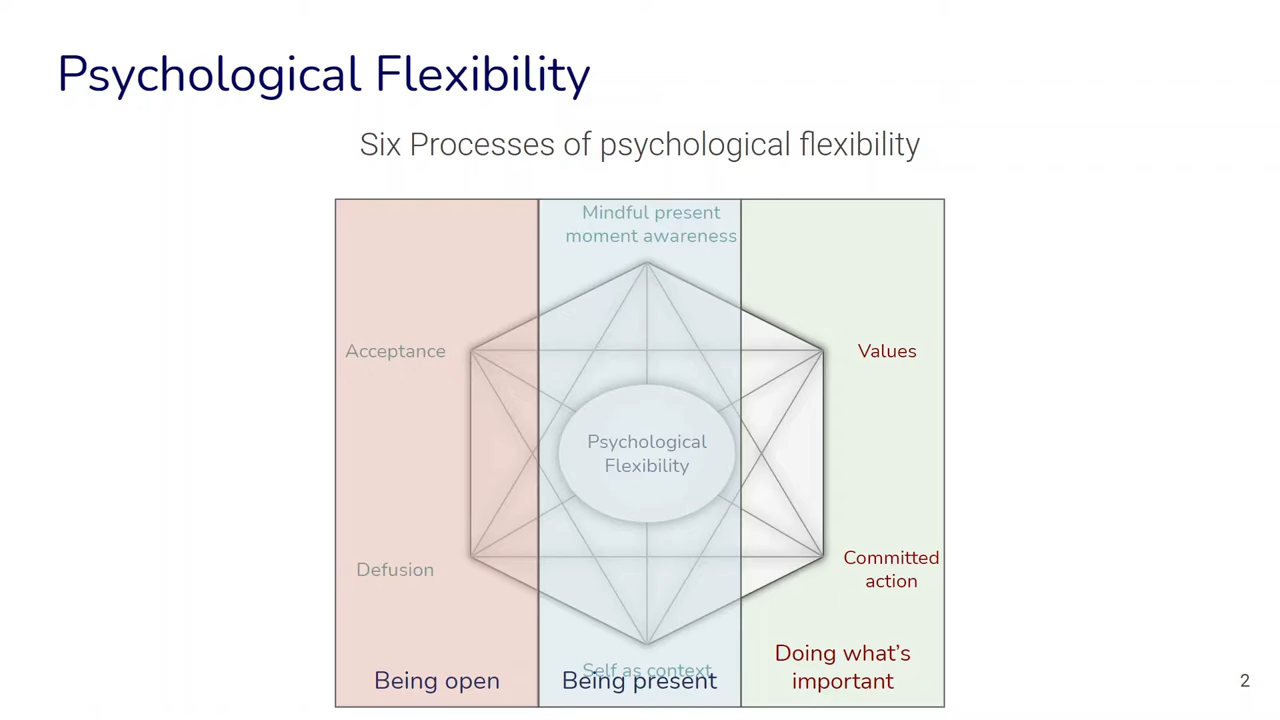 Psychological Flexibility
Six Processes of psychological flexibility
Mindful present
moment awareness
Acceptance
Values
Psychological
Flexibility
Defusion
Committed
action
Self as context
Being open
Being present
Doing what's
important
2